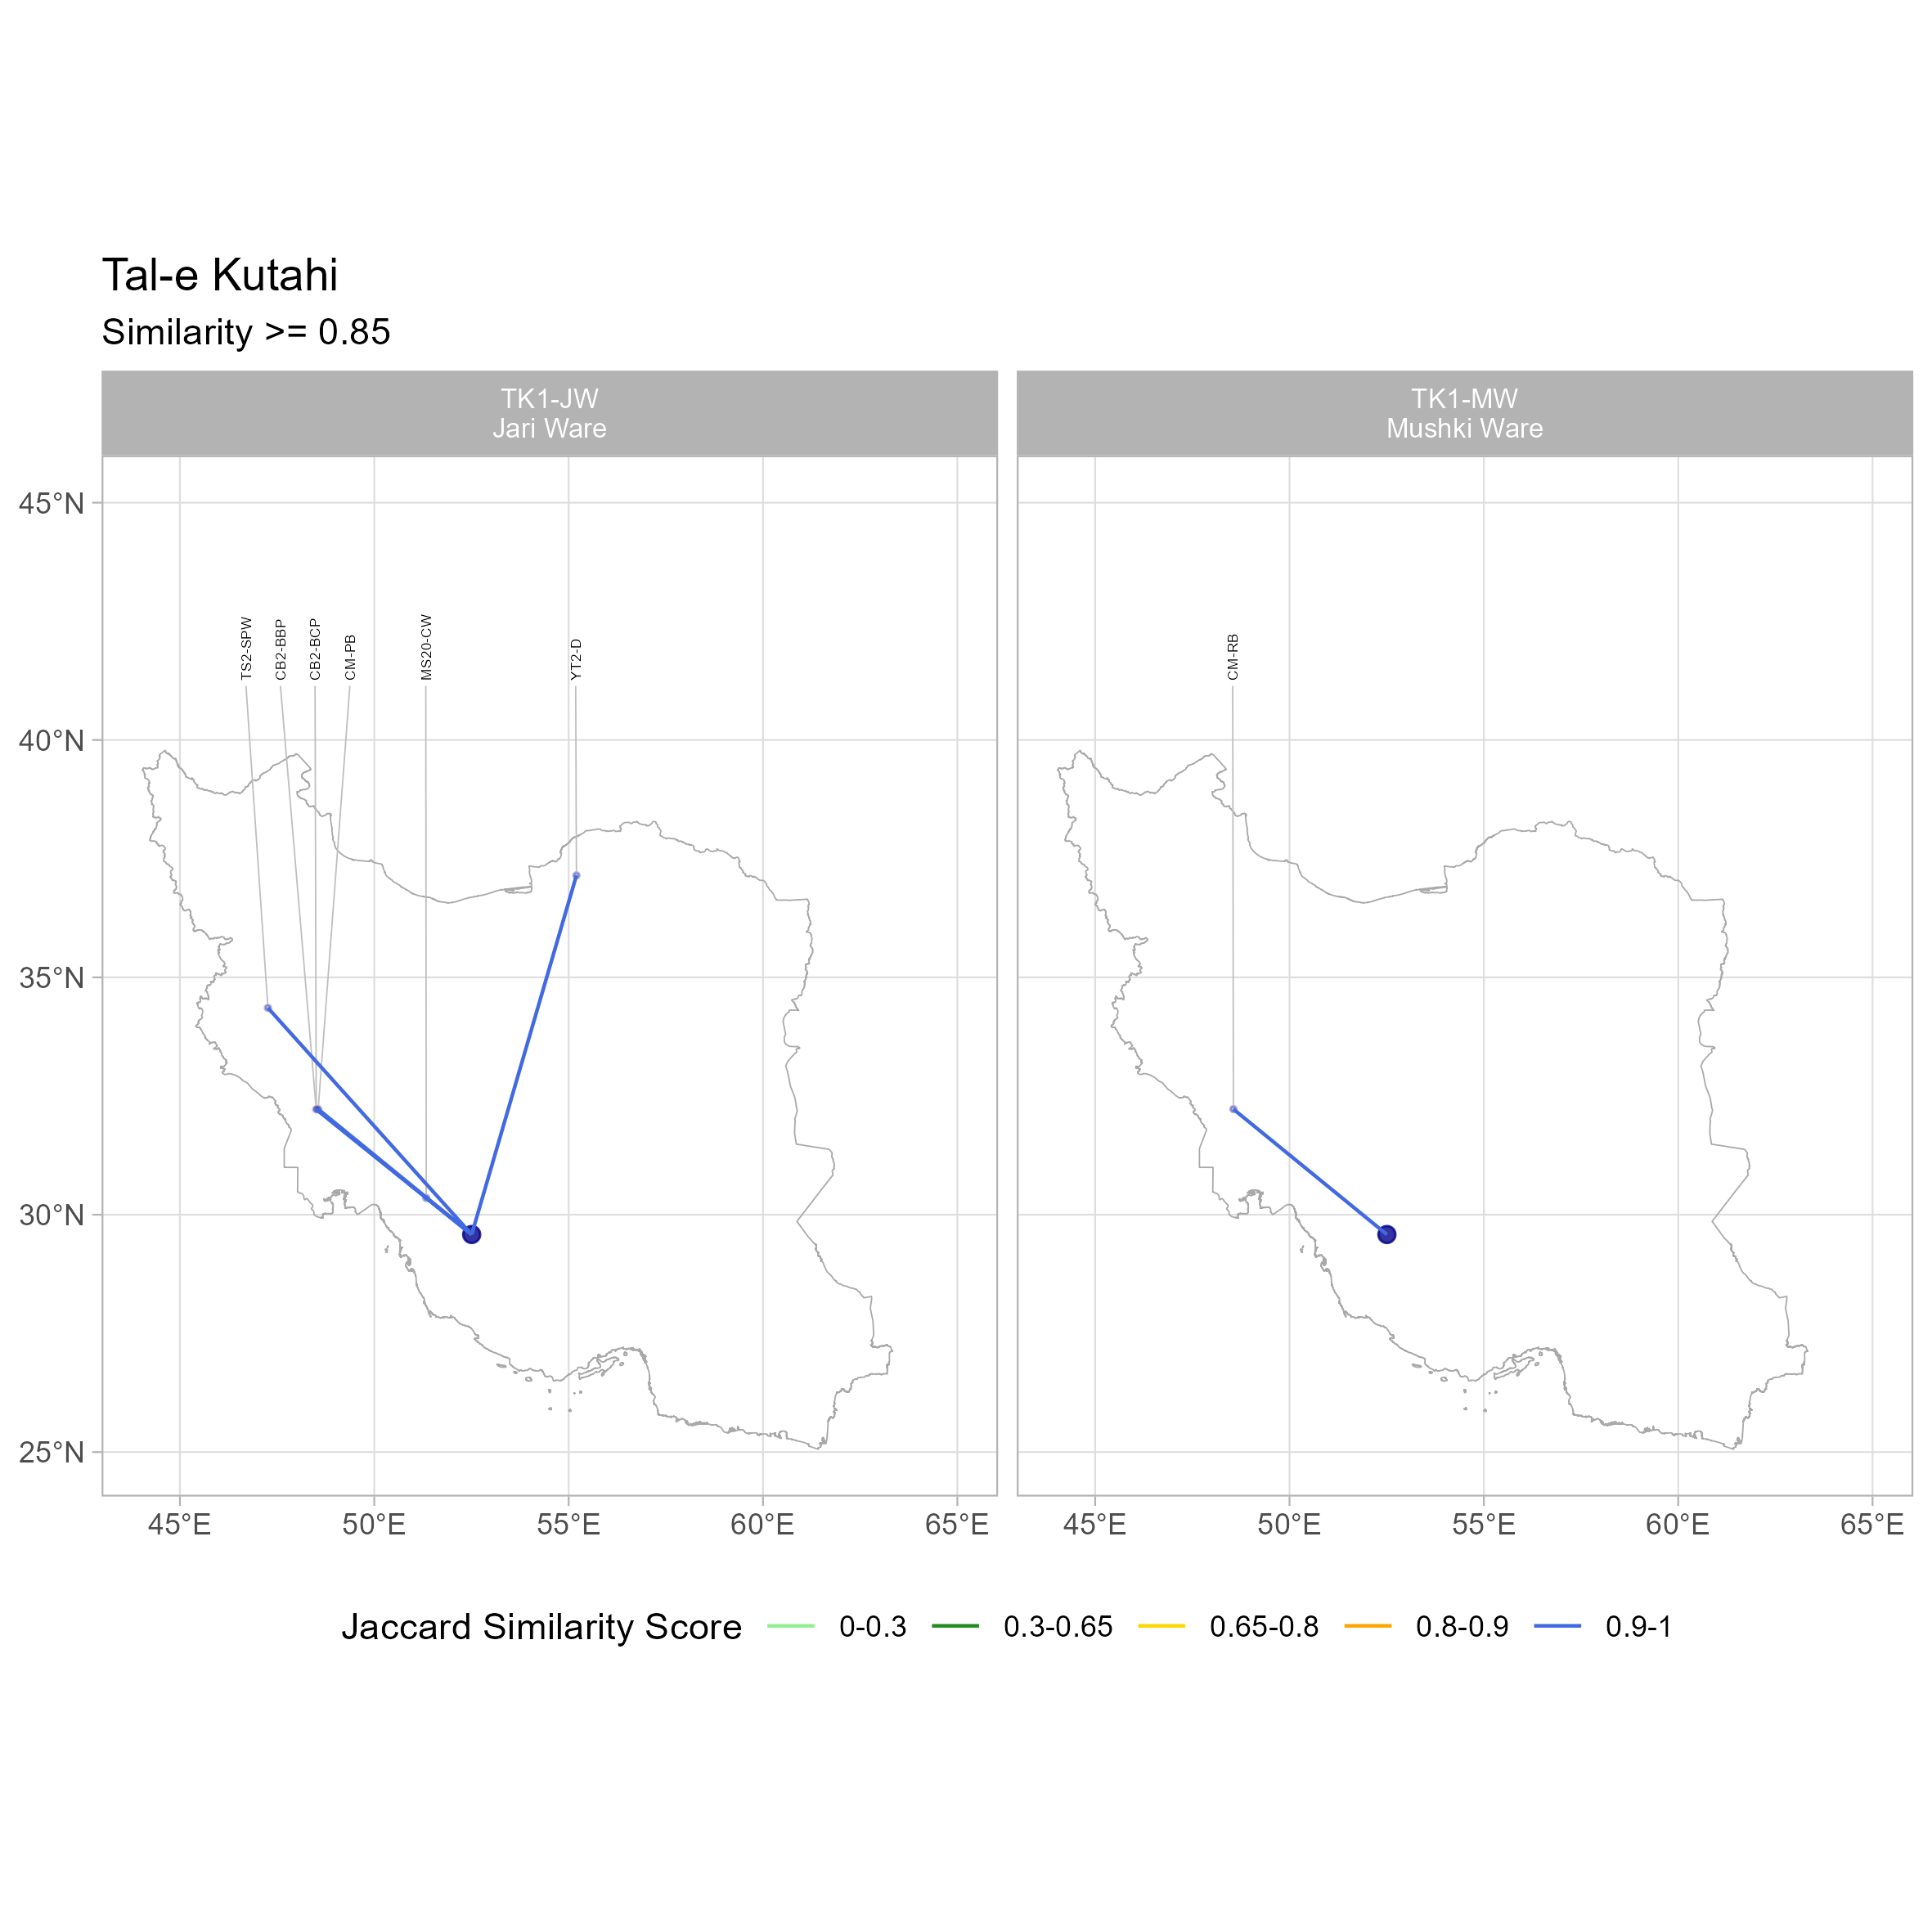 Tal-e Kutahi
Similarity >= 0.85
TK1-JW
Jari Ware
TK1-MW
Mushki Ware
45°N
40°N
35°N
30°N
25°N
TS2-SPW
CB2-BBP
CB2-BCP
CM-PB
MS20-CW
YT2-D
CM-RB
45°E
50°E
55°E
60°E
65°E
45°E
50°E
55°E
60°E
65°E
Jaccard Similarity Score 0-0.3 0.3-0.65 0.65-0.8 0.8-0.9 0.9-1